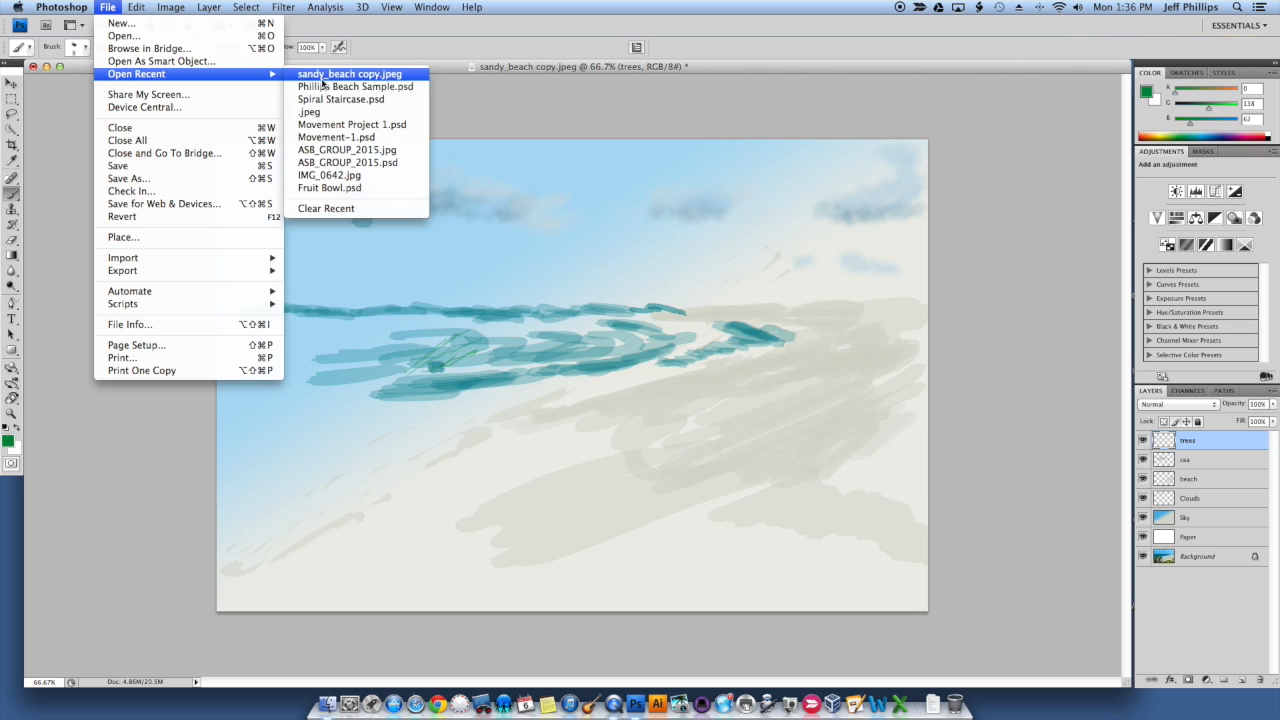 Photoshop File Edit Image Layer Select Filter Analysis 3D View Window Help Mon 1:36 PM Jeff Phillips
Ps Br ESSENTIALS
Brush: 100%
sandy_beach copy.jpeg @ 66.7% (trees, RGB/8#) *
New... ⌘N
Open... ⌘O
Browse in Bridge... ⌥⌘O
Open As Smart Object...
Open Recent
Share My Screen...
Device Central...
Close ⌘W
Close All ⌥⌘W
Close and Go To Bridge... ⇧⌘W
Save ⌘S
Save As... ⇧⌘S
Check In...
Save for Web & Devices... ⌥⇧⌘S
Revert F12
Place...
Import
Export
Automate
Scripts
File Info... ⌥⇧⌘I
Page Setup... ⇧⌘P
Print... ⌘P
Print One Copy ⌥⇧⌘P
sandy_beach copy.jpeg
Phillips Beach Sample.psd
Spiral Staircase.psd
.jpeg
Movement Project 1.psd
Movement-1.psd
ASB_GROUP_2015.jpg
ASB_GROUP_2015.psd
IMG_0642.jpg
Fruit Bowl.psd
Clear Recent
COLOR SWATCHES STYLES
R 0
G 138
B 62
ADJUSTMENTS MASKS
Add an adjustment
Levels Presets
Curves Presets
Exposure Presets
Hue/Saturation Presets
Black & White Presets
Channel Mixer Presets
Selective Color Presets
LAYERS CHANNELS PATHS
Normal Opacity: 100%
Lock: Fill: 100%
trees
cea
beach
Clouds
Sky
Paper
Background
66.67% Doc: 4.86M/20.5M
Ps Ai